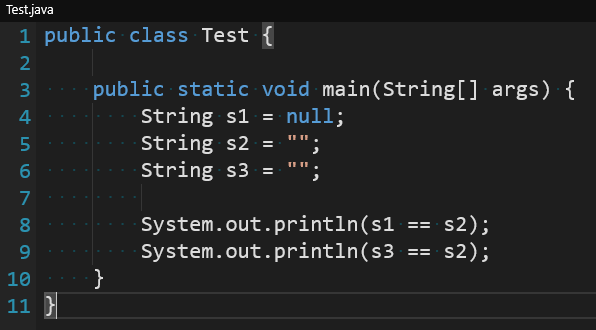 Test.java
1 public class Test {
2
3     public static void main(String[] args) {
4         String s1 = null;
5         String s2 = "";
6         String s3 = "";
7
8         System.out.println(s1 == s2);
9         System.out.println(s3 == s2);
10     }
11 }